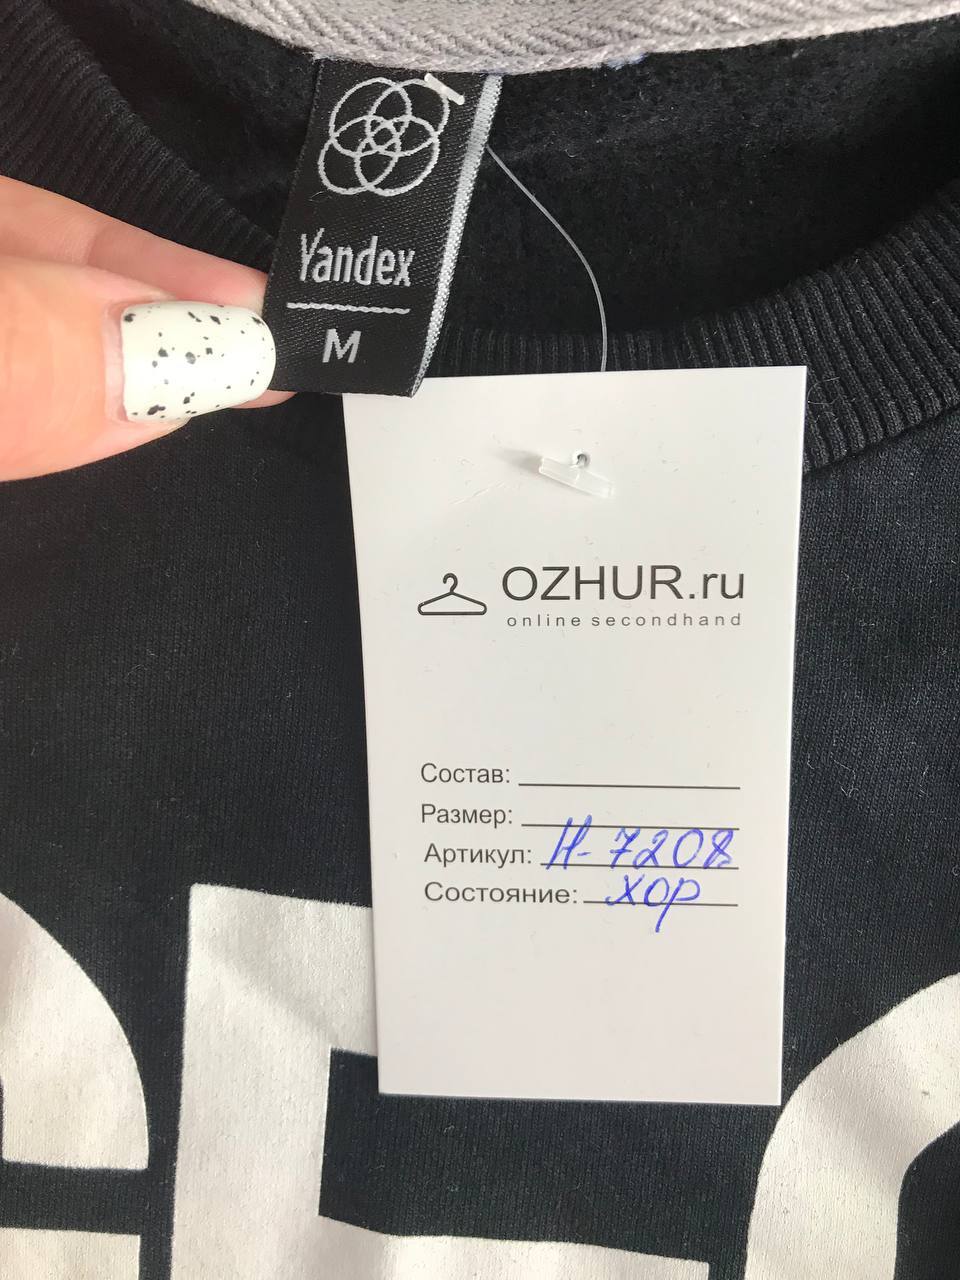 Yandex
M
OZHUR.ru
online secondhand
Состав:
Размер:
Артикул: Н-7208
Состояние: хор